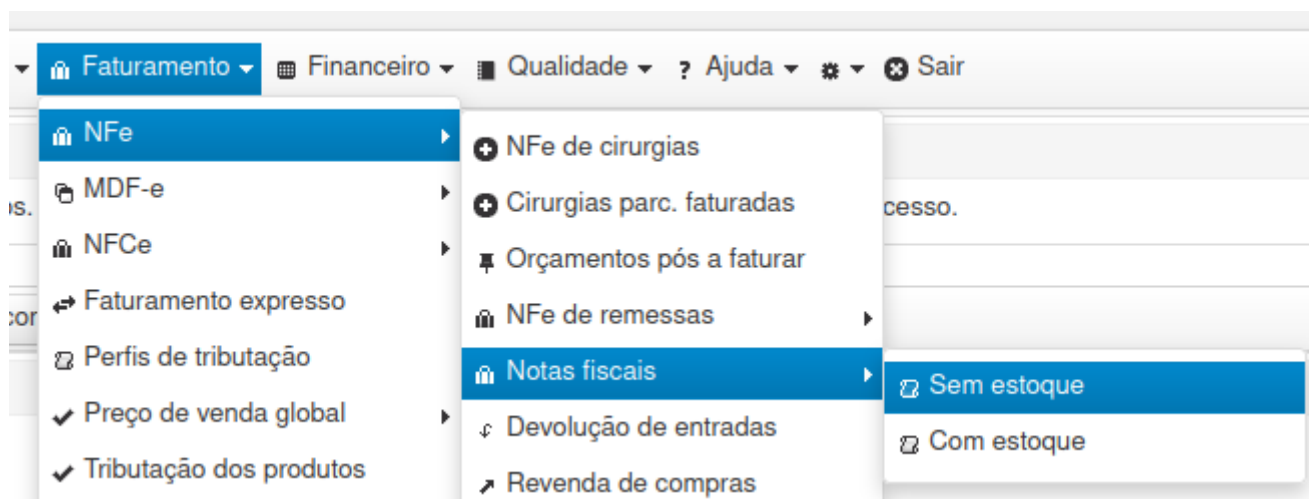 Faturamento Financeiro Qualidade ? Ajuda Sair
NFe
MDF-e
NFCe
Faturamento expresso
Perfis de tributação
Preço de venda global
Tributação dos produtos
NFe de cirurgias
Cirurgias parc. faturadas
Orçamentos pós a faturar
NFe de remessas
Notas fiscais
Devolução de entradas
Revenda de compras
Sem estoque
Com estoque
os.
cesso.
cor